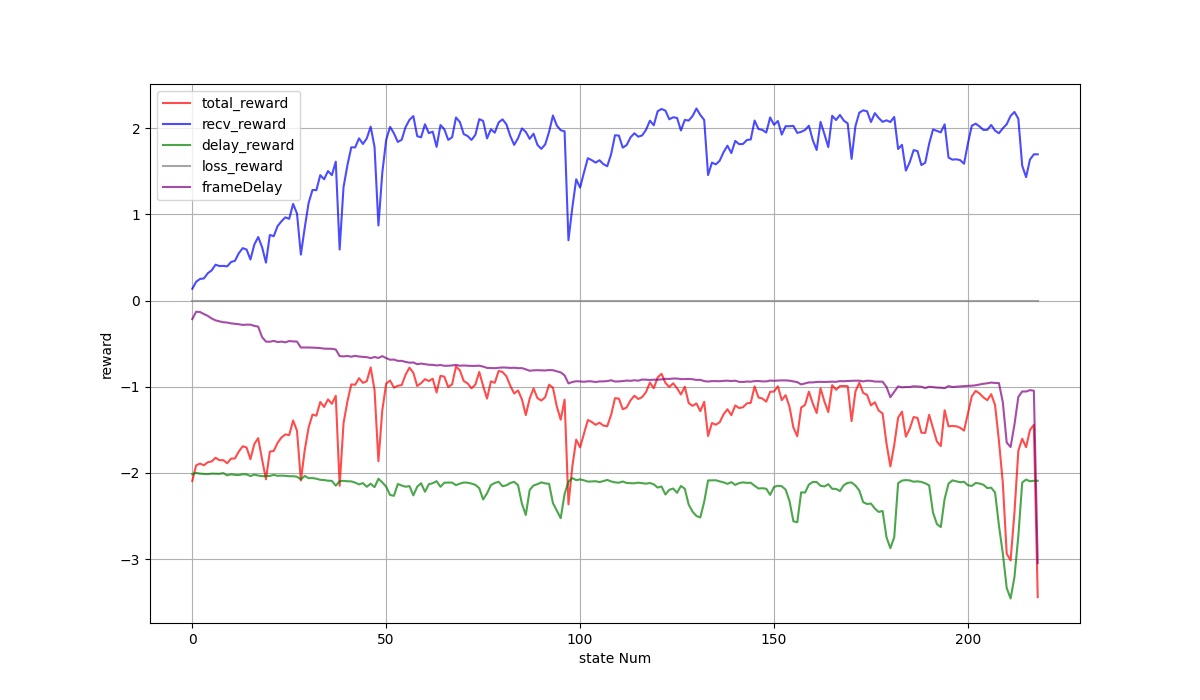 total_reward
recv_reward
delay_reward
loss_reward
frameDelay
2
1
0
−1
−2
−3
reward
0 50 100 150 200
state Num